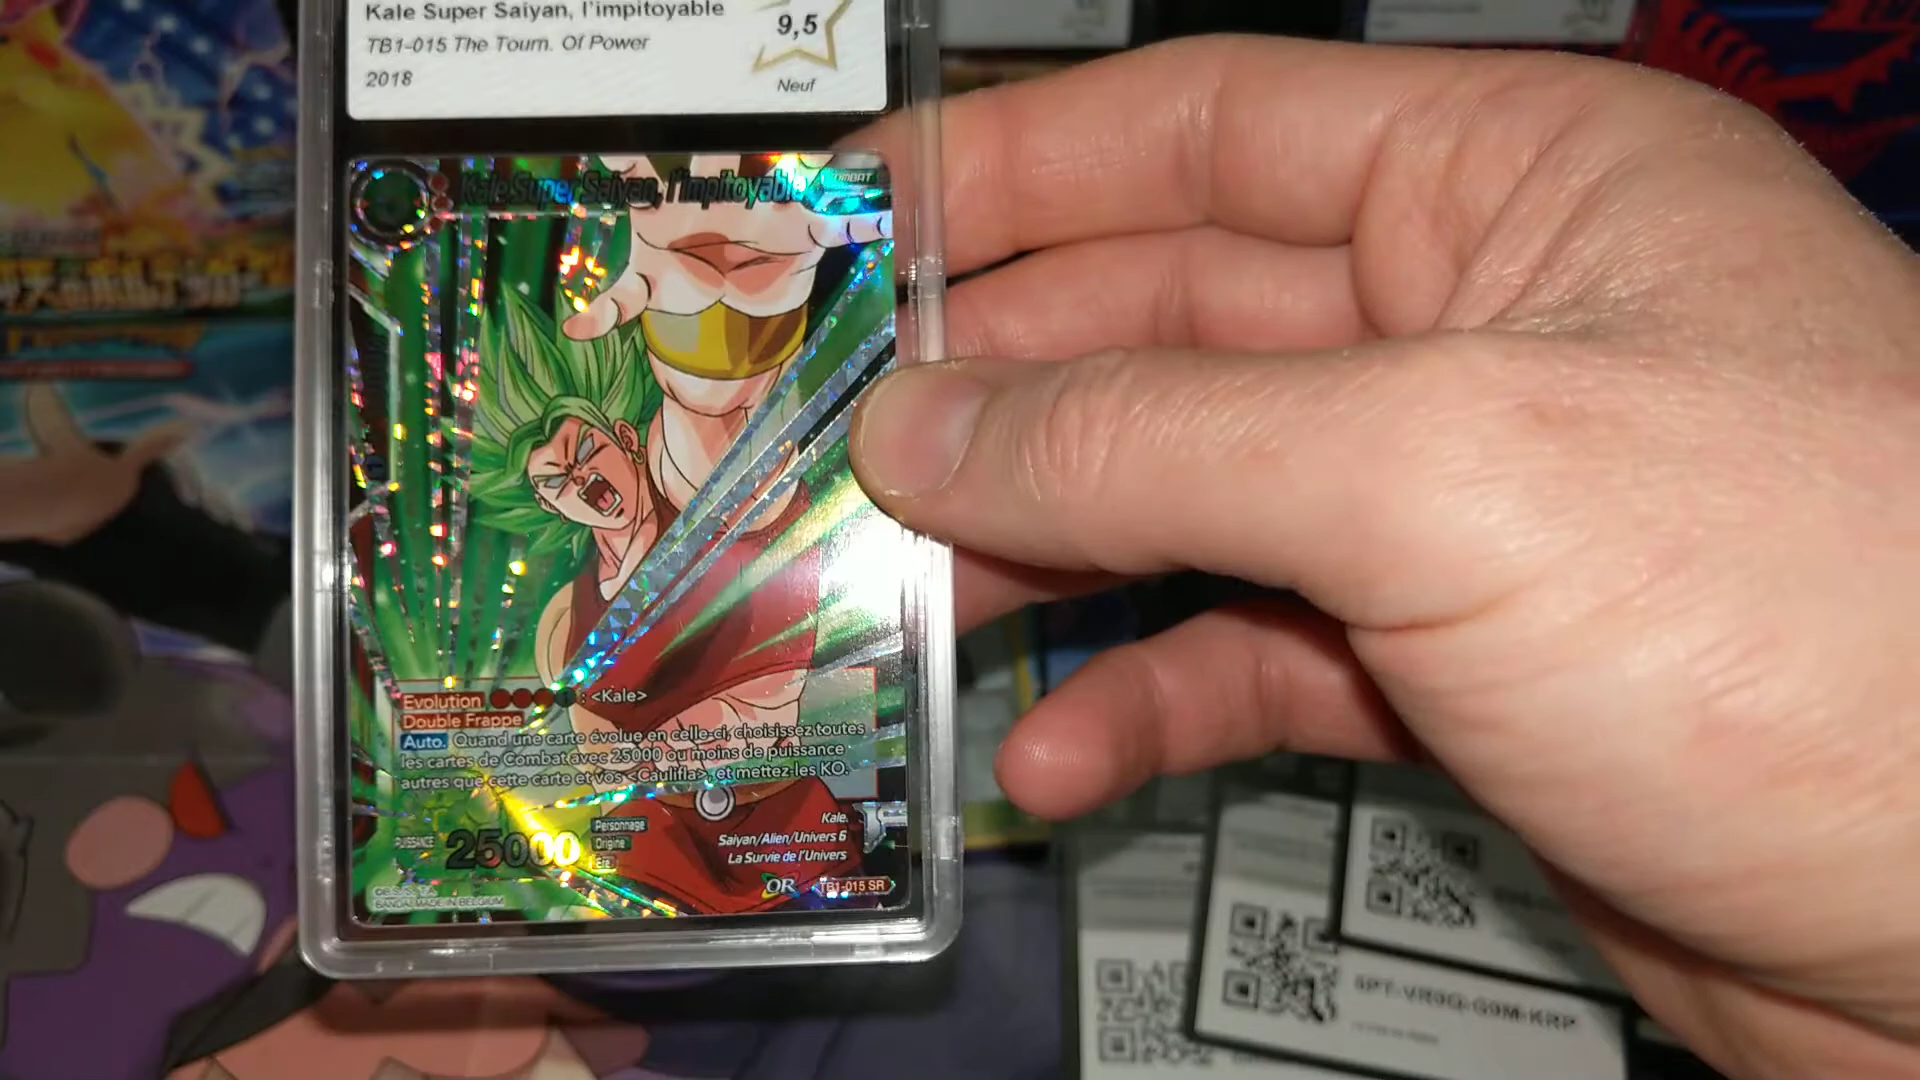 Kale Super Saiyan, l'impitoyable
TB1-015 The Tourn. Of Power
2018
9,5
Neuf
Kale Super Saiyan, l'impitoyable
COMBAT
Evolution : <Kale>
Double Frappe
Auto. Quand une carte évolue en celle-ci, choisissez toutes
les cartes de Combat avec 25000 ou moins de puissance
autres que cette carte et vos <Caulifla>, et mettez-les KO.
PUISSANCE
25000
Personnage
Origine
Ère
Kale
Saiyan/Alien/Univers 6
La Survie de l'Univers
QR
TB1-015 SR
BANDAI MADE IN BELGIUM